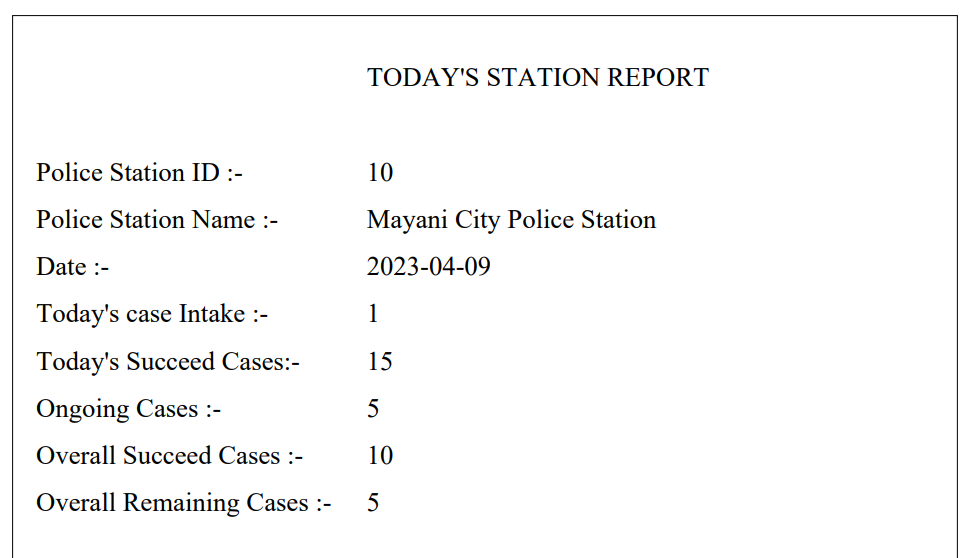 TODAY'S STATION REPORT
Police Station ID :- 10
Police Station Name :- Mayani City Police Station
Date :- 2023-04-09
Today's case Intake :- 1
Today's Succeed Cases:- 15
Ongoing Cases :- 5
Overall Succeed Cases :- 10
Overall Remaining Cases :- 5